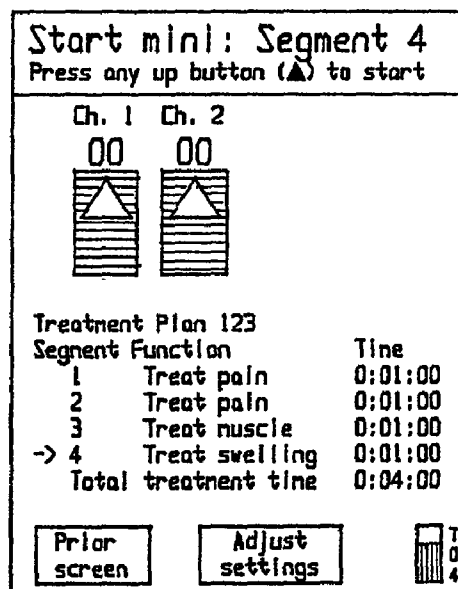 Start mini: Segment 4
Press any up button (▲) to start
Ch. 1 Ch. 2
00 00
Treatment Plan 123
Segment Function Time
1 Treat pain 0:01:00
2 Treat pain 0:01:00
3 Treat muscle 0:01:00
-> 4 Treat swelling 0:01:00
Total treatment time 0:04:00
Prior Adjust
screen settings
T
0
4